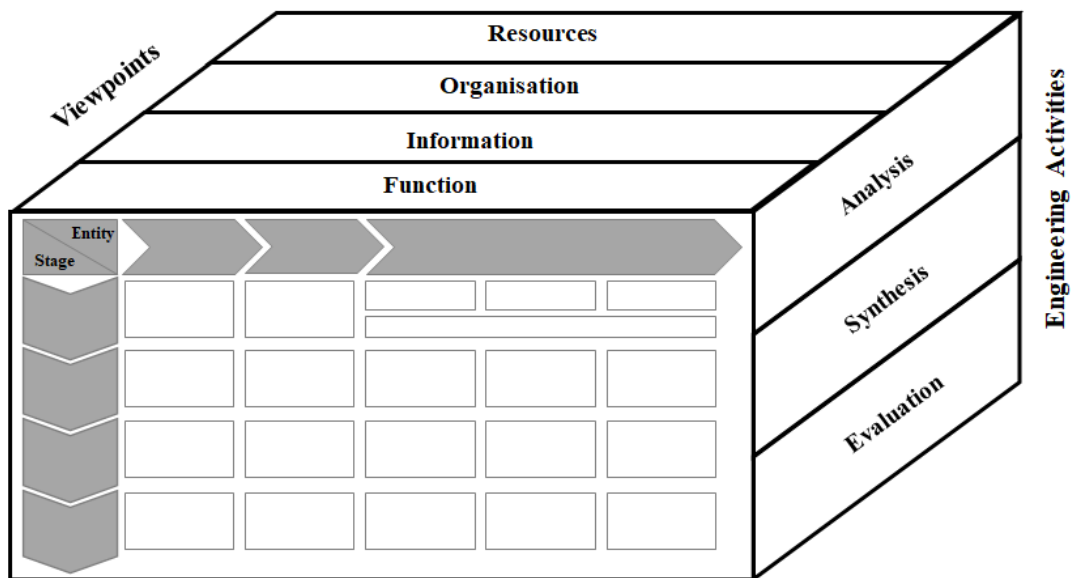 Viewpoints
Resources
Organisation
Information
Function
Entity
Stage
Analysis
Synthesis
Evaluation
Engineering Activities